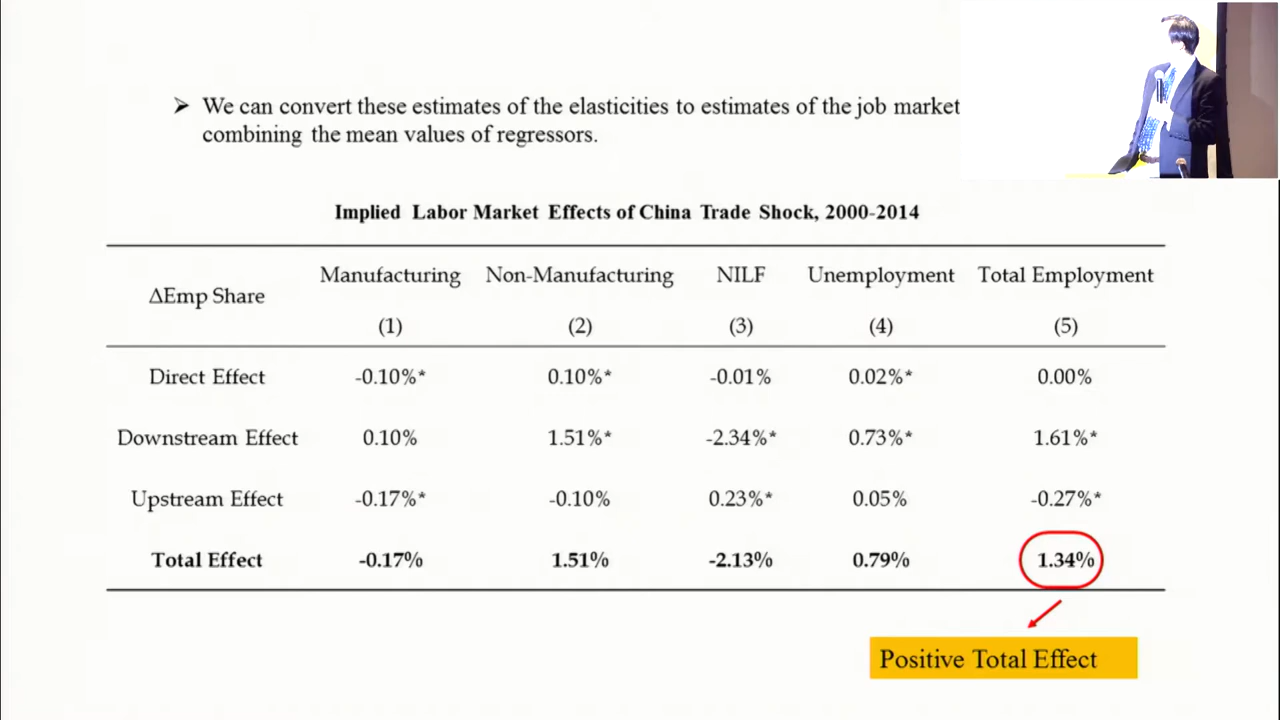 ➢ We can convert these estimates of the elasticities to estimates of the job market
combining the mean values of regressors.
Implied Labor Market Effects of China Trade Shock, 2000-2014
ΔEmp Share Manufacturing Non-Manufacturing NILF Unemployment Total Employment
(1) (2) (3) (4) (5)
Direct Effect -0.10%* 0.10%* -0.01% 0.02%* 0.00%
Downstream Effect 0.10% 1.51%* -2.34%* 0.73%* 1.61%*
Upstream Effect -0.17%* -0.10% 0.23%* 0.05% -0.27%*
Total Effect -0.17% 1.51% -2.13% 0.79% 1.34%
Positive Total Effect